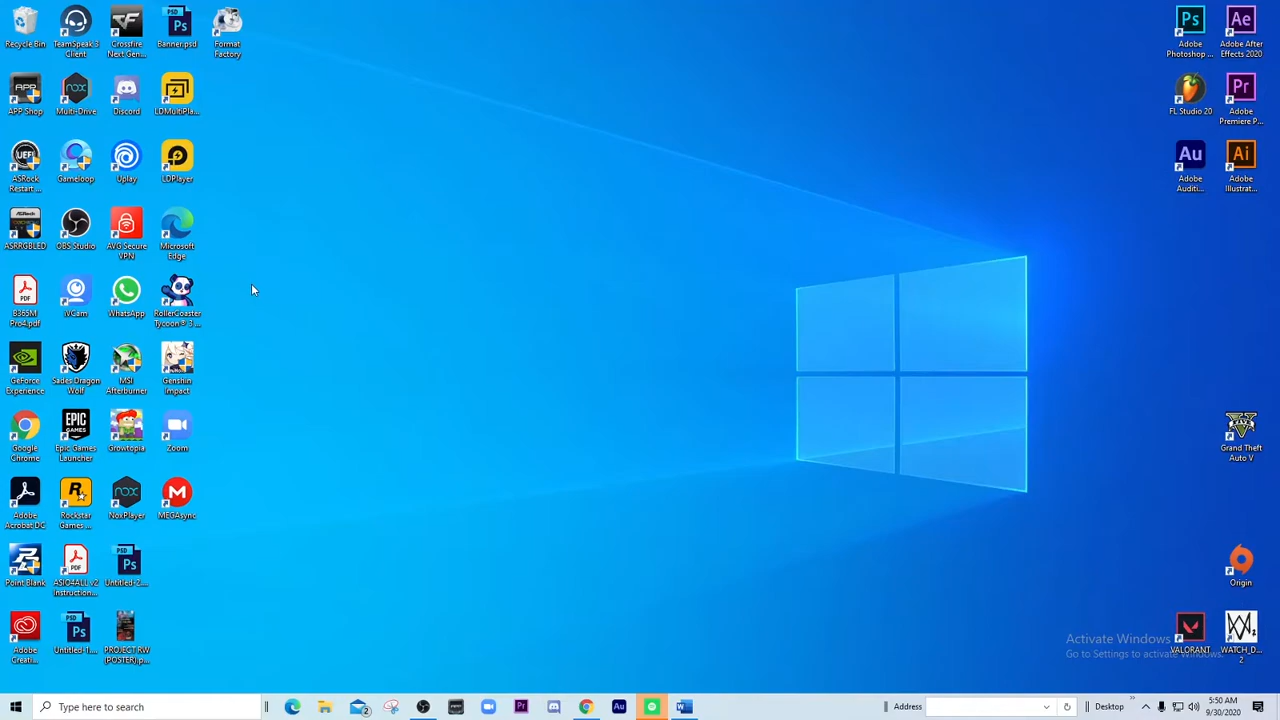 Recycle Bin
TeamSpeak 3 Client
Crossfire Next Gen...
Banner.psd
Format Factory
Adobe Photoshop ...
Adobe After Effects 2020
APP Shop
Multi-Drive
Discord
LDMultiPla...
FL Studio 20
Adobe Premiere P...
ASRock Restart ...
Gameloop
Uplay
LDPlayer
Adobe Auditi...
Adobe Illustrat...
ASRRGBLED
OBS Studio
AVG Secure VPN
Microsoft Edge
B365M Pro4.pdf
iVCam
WhatsApp
RollerCoaster Tycoon® 3...
GeForce Experience
Sades Dragon Wolf
MSI Afterburner
Genshin Impact
Google Chrome
Epic Games Launcher
Growtopia
Zoom
Grand Theft Auto V
Adobe Acrobat DC
Rockstar Games ...
NoxPlayer
MEGAsync
Point Blank
ASIO4ALL v2 Instruction...
Untitled-2....
Origin
Adobe Creati...
Untitled-1....
PROJECT RW (POSTER).p...
VALORANT
WATCH_D... 2
Activate Windows
Go to Settings to activate Windows.
Type here to search
Address
Desktop
5:50 AM
9/30/2020